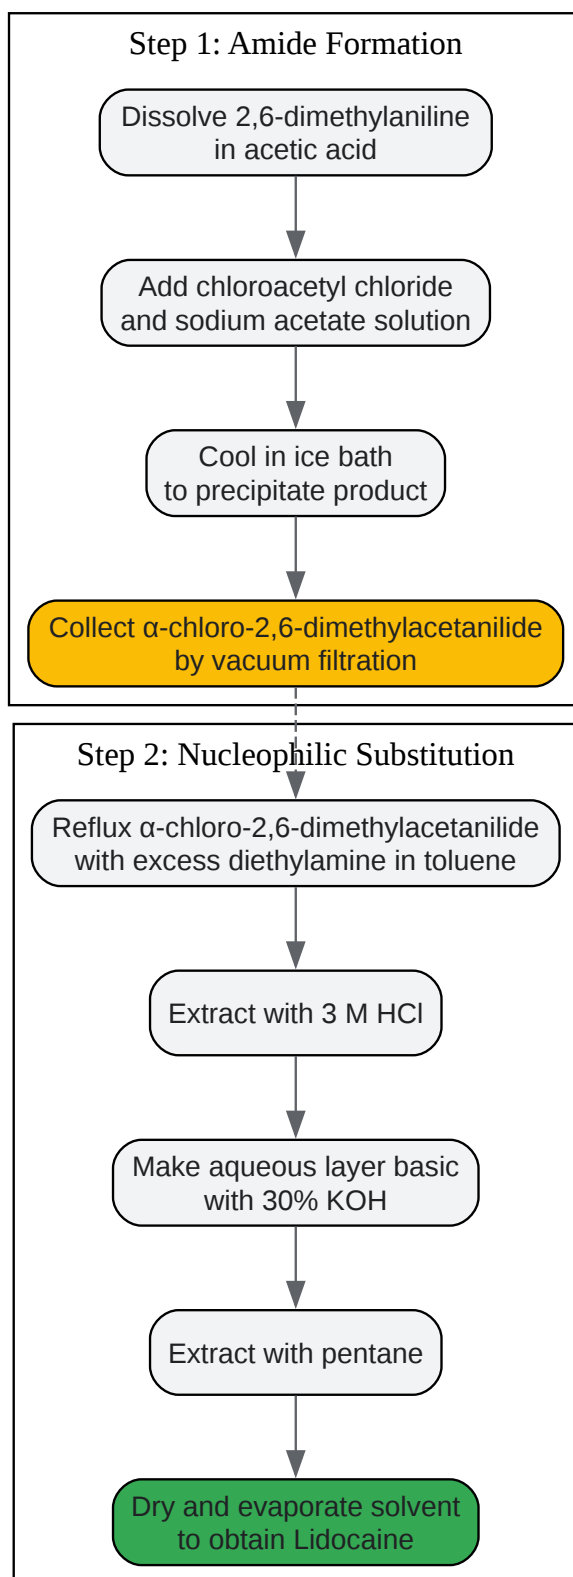 Step 1: Amide Formation
Dissolve 2,6-dimethylaniline
in acetic acid
Add chloroacetyl chloride
and sodium acetate solution
Cool in ice bath
to precipitate product
Collect α-chloro-2,6-dimethylacetanilide
by vacuum filtration
Step 2: Nucleophilic Substitution
Reflux α-chloro-2,6-dimethylacetanilide
with excess diethylamine in toluene
Extract with 3 M HCl
Make aqueous layer basic
with 30% KOH
Extract with pentane
Dry and evaporate solvent
to obtain Lidocaine